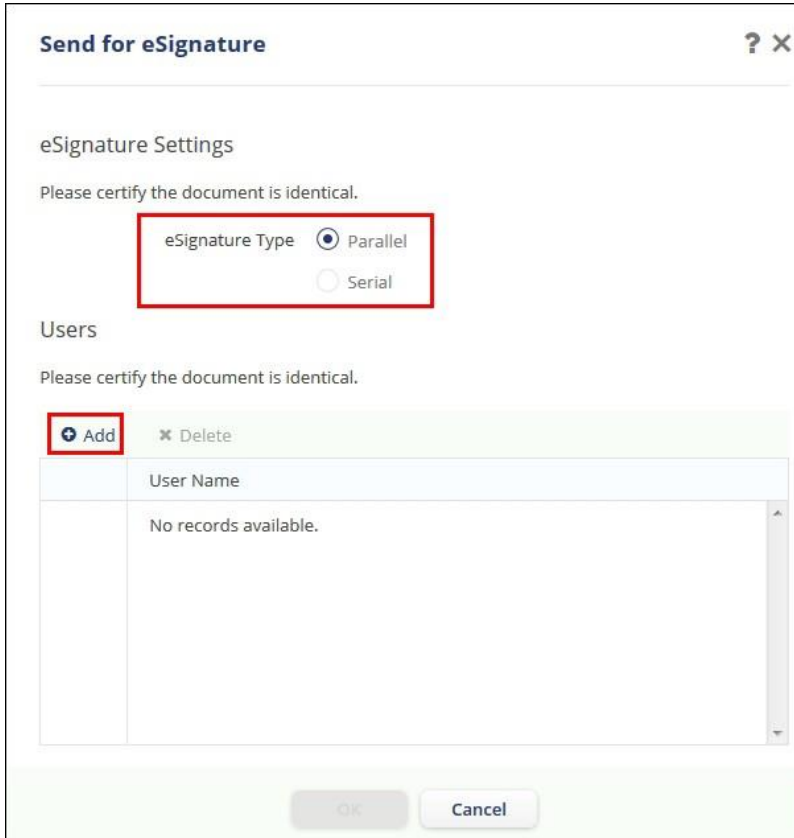 Send for eSignature ? ×
eSignature Settings
Please certify the document is identical.
eSignature Type Parallel
Serial
Users
Please certify the document is identical.
Add Delete
User Name
No records available.
OK Cancel